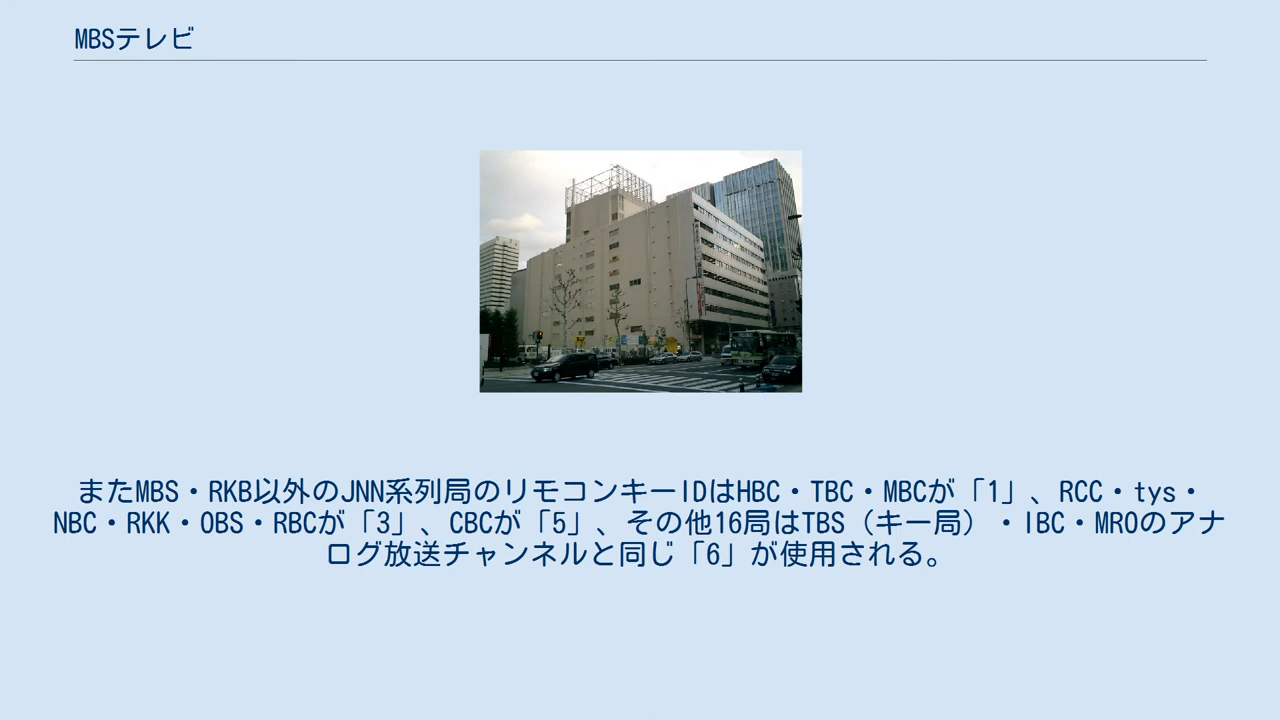 MBSテレビ
またMBS・RKB以外のJNN系列局のリモコンキーIDはHBC・TBC・MBCが「1」、RCC・tys・
NBC・RKK・OBS・RBCが「3」、CBCが「5」、その他16局はTBS（キー局）・IBC・MROのアナ
ログ放送チャンネルと同じ「6」が使用される。